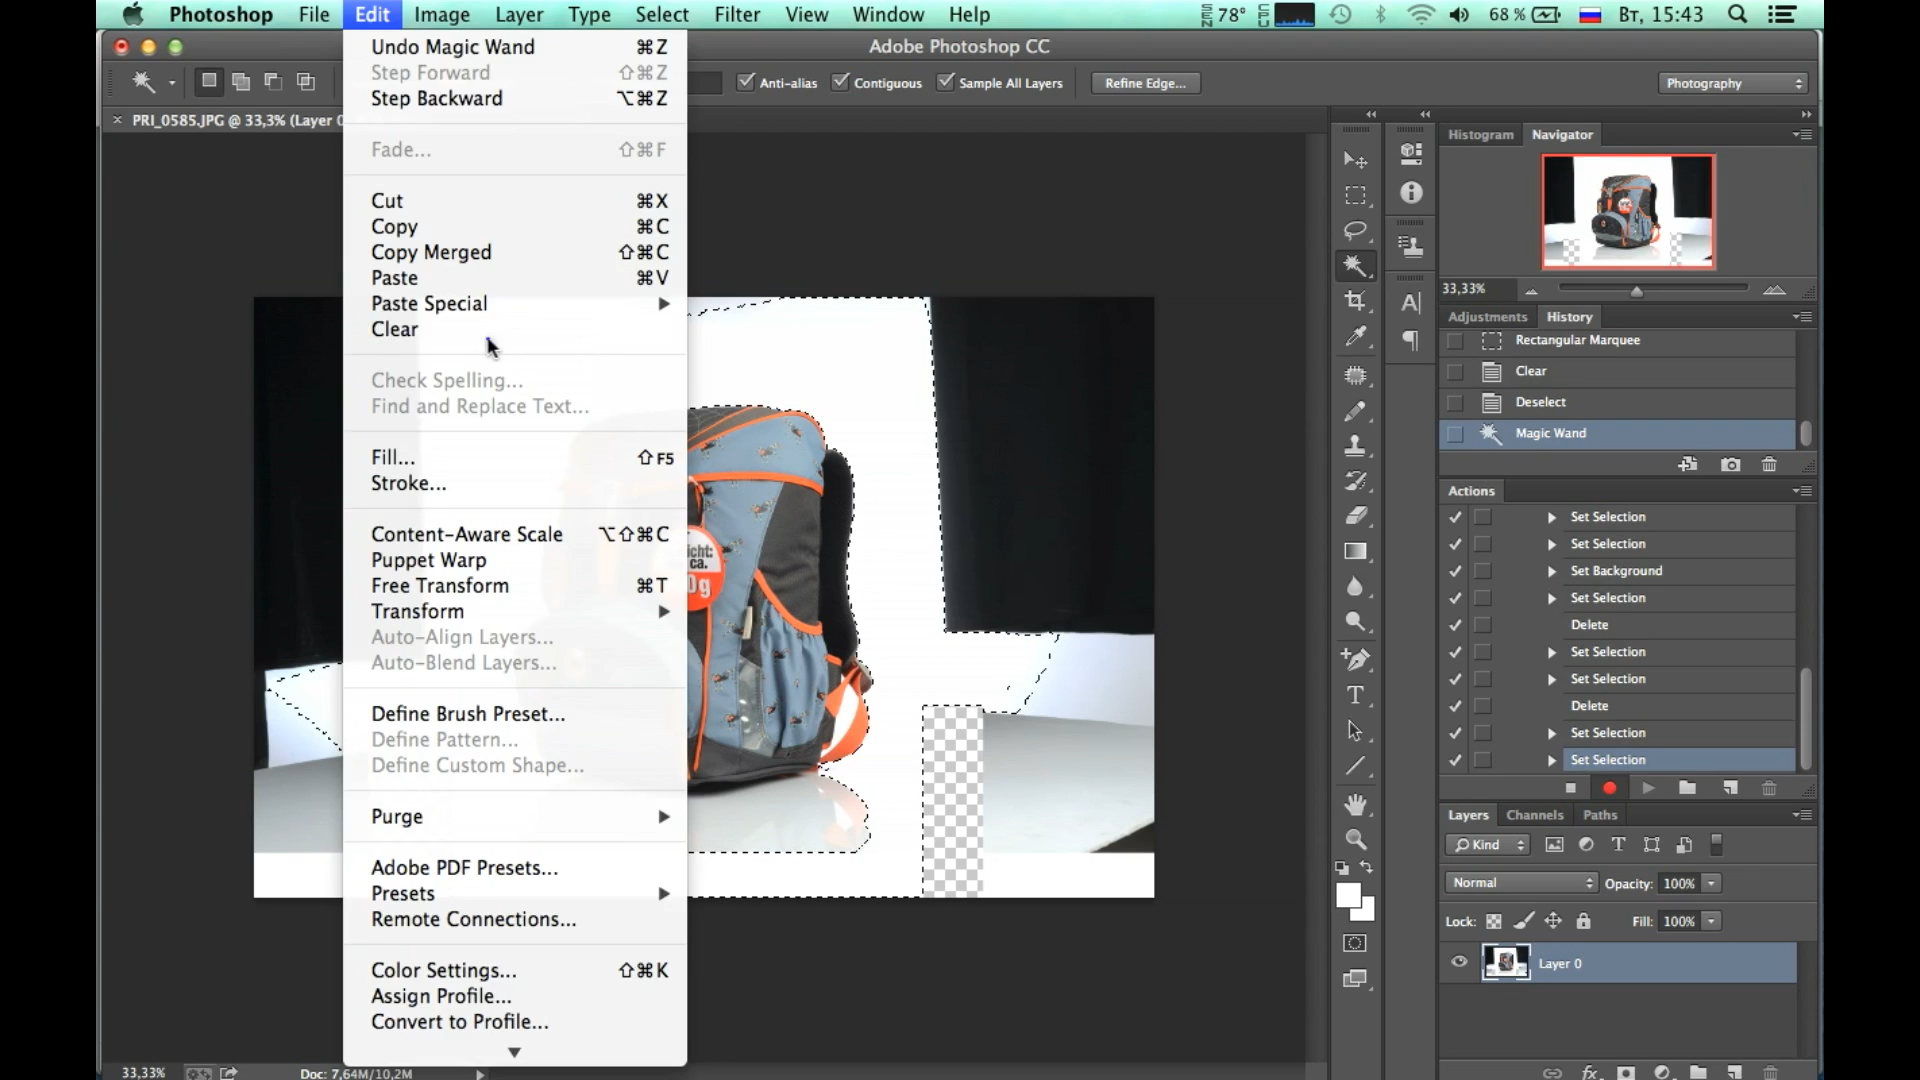 Photoshop File Edit Image Layer Type Select Filter View Window Help 78° 68% Вт, 15:43
Adobe Photoshop CC
Anti-alias Contiguous Sample All Layers Refine Edge... Photography
PRI_0585.JPG @ 33,3% (Layer 0
Undo Magic Wand ⌘Z
Step Forward ⇧⌘Z
Step Backward ⌥⌘Z
Fade... ⇧⌘F
Cut ⌘X
Copy ⌘C
Copy Merged ⇧⌘C
Paste ⌘V
Paste Special
Clear
Check Spelling...
Find and Replace Text...
Fill... ⇧F5
Stroke...
Content-Aware Scale ⌥⇧⌘C
Puppet Warp
Free Transform ⌘T
Transform
Auto-Align Layers...
Auto-Blend Layers...
Define Brush Preset...
Define Pattern...
Define Custom Shape...
Purge
Adobe PDF Presets...
Presets
Remote Connections...
Color Settings... ⇧⌘K
Assign Profile...
Convert to Profile...
icht:
ca.
0g
Histogram Navigator
33,33%
Adjustments History
Rectangular Marquee
Clear
Deselect
Magic Wand
Actions
Set Selection
Set Selection
Set Background
Set Selection
Delete
Set Selection
Set Selection
Delete
Set Selection
Set Selection
Layers Channels Paths
Kind
Normal Opacity: 100%
Lock: Fill: 100%
Layer 0
33,33% Doc: 7,64M/10,2M